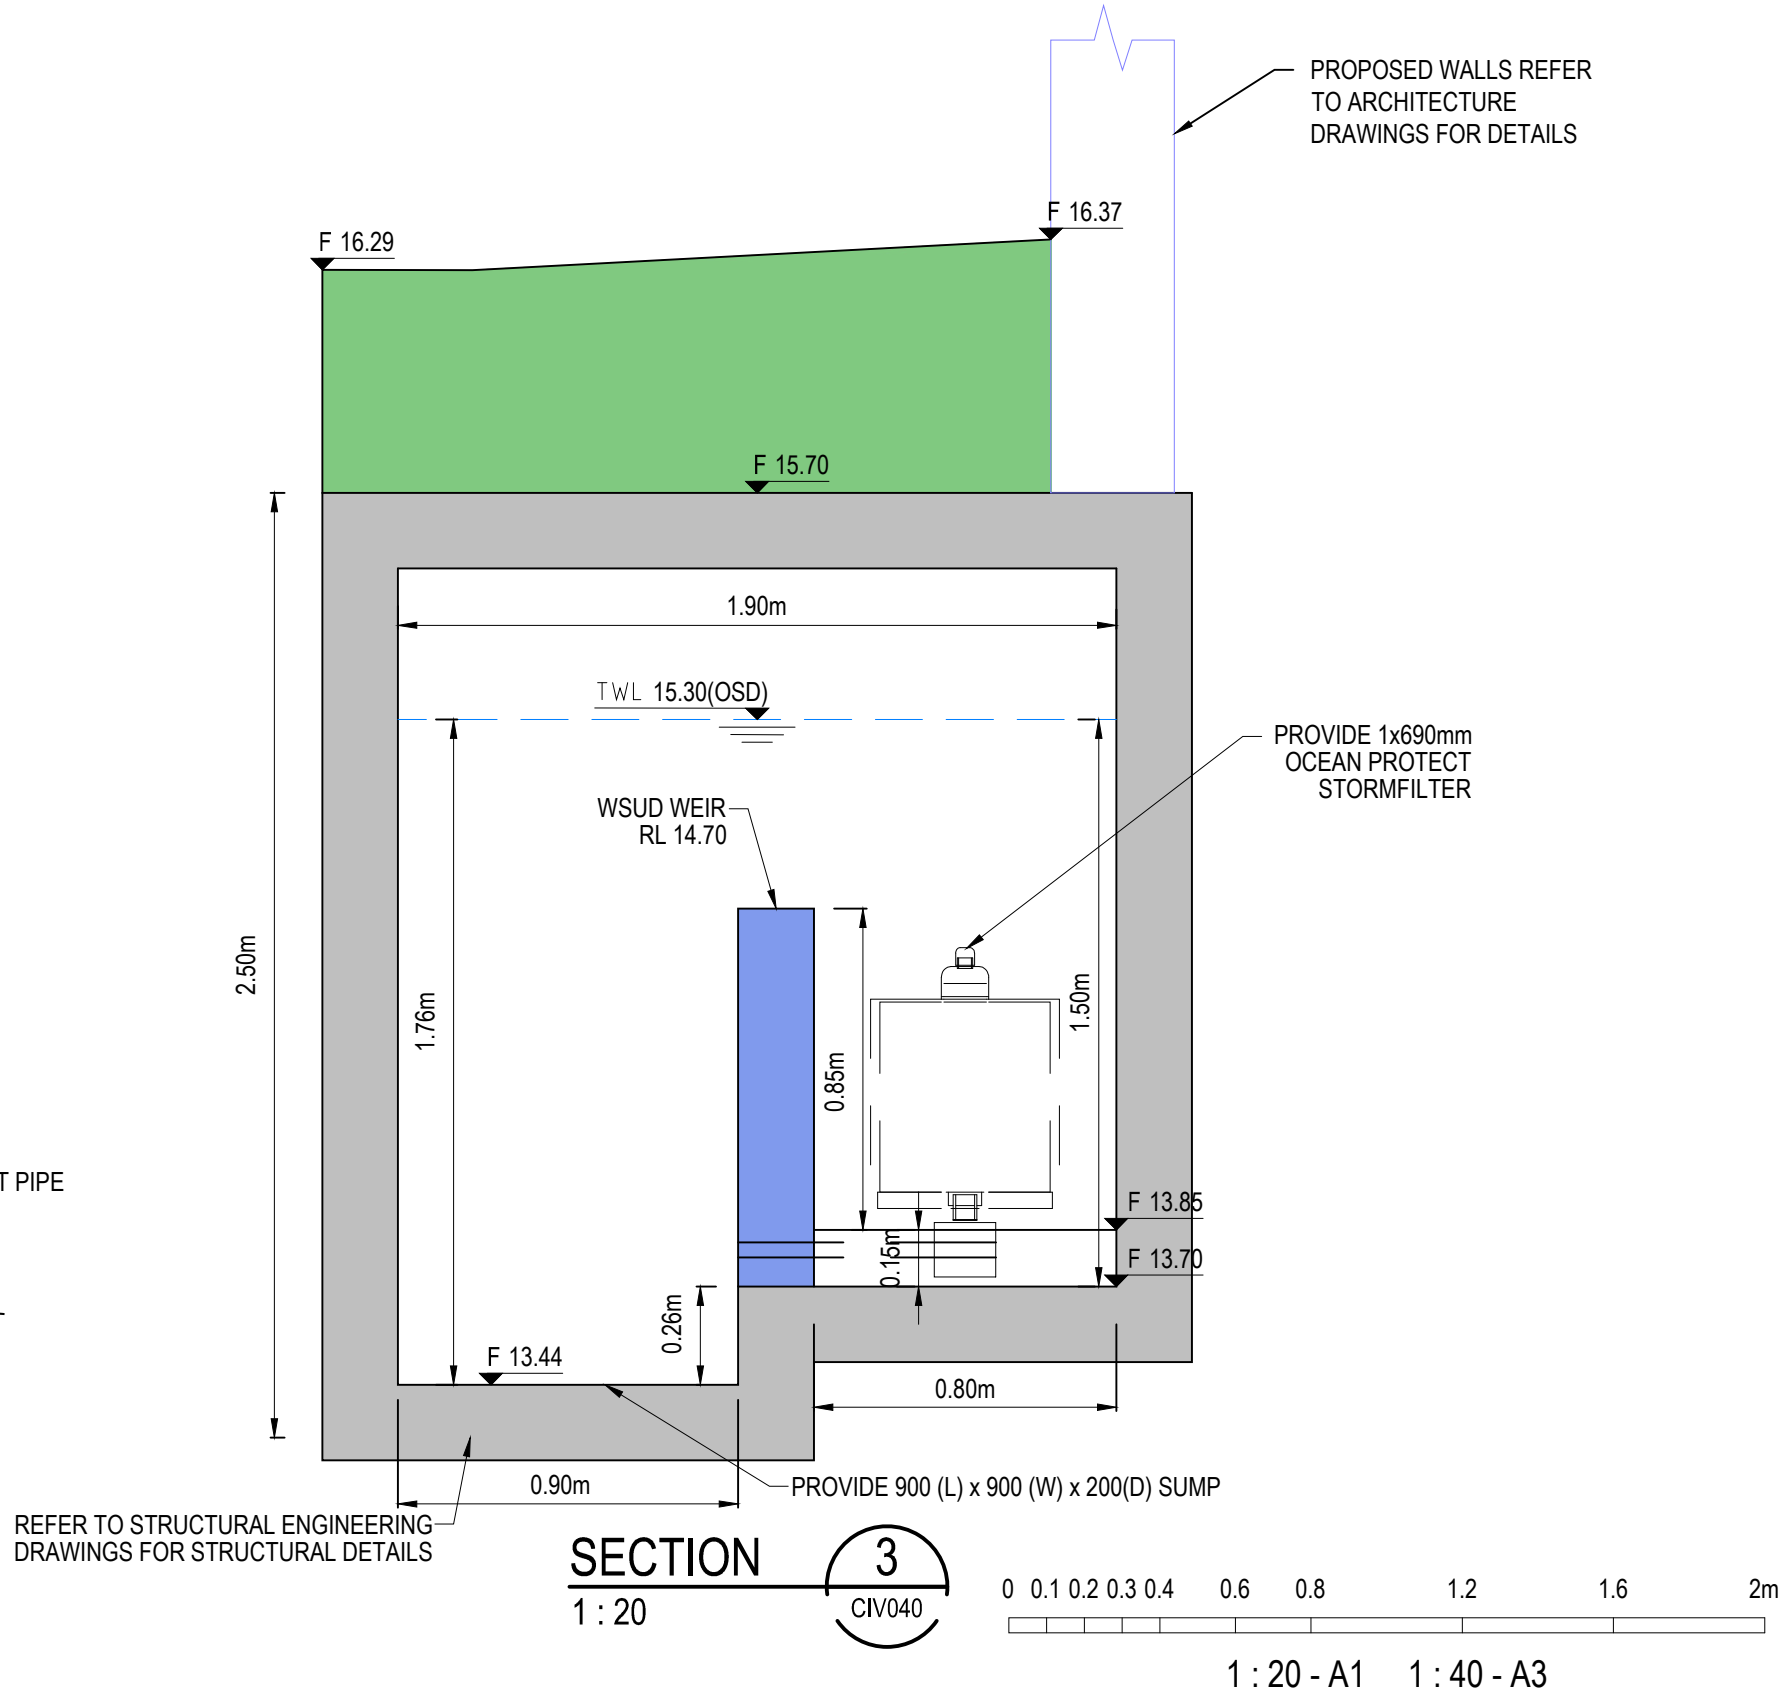 PROPOSED WALLS REFER
TO ARCHITECTURE
DRAWINGS FOR DETAILS
F 16.37
F 16.29
F 15.70
1.90m
TWL 15.30(OSD)
PROVIDE 1x690mm
OCEAN PROTECT
STORMFILTER
WSUD WEIR
RL 14.70
2.50m
1.76m
0.85m
1.50m
T PIPE
F 13.85
0.15m
F 13.70
0.26m
F 13.44
0.80m
0.90m
PROVIDE 900 (L) x 900 (W) x 200(D) SUMP
REFER TO STRUCTURAL ENGINEERING
DRAWINGS FOR STRUCTURAL DETAILS
SECTION 3
1 : 20 CIV040
0 0.1 0.2 0.3 0.4 0.6 0.8 1.2 1.6 2m
1 : 20 - A1 1 : 40 - A3